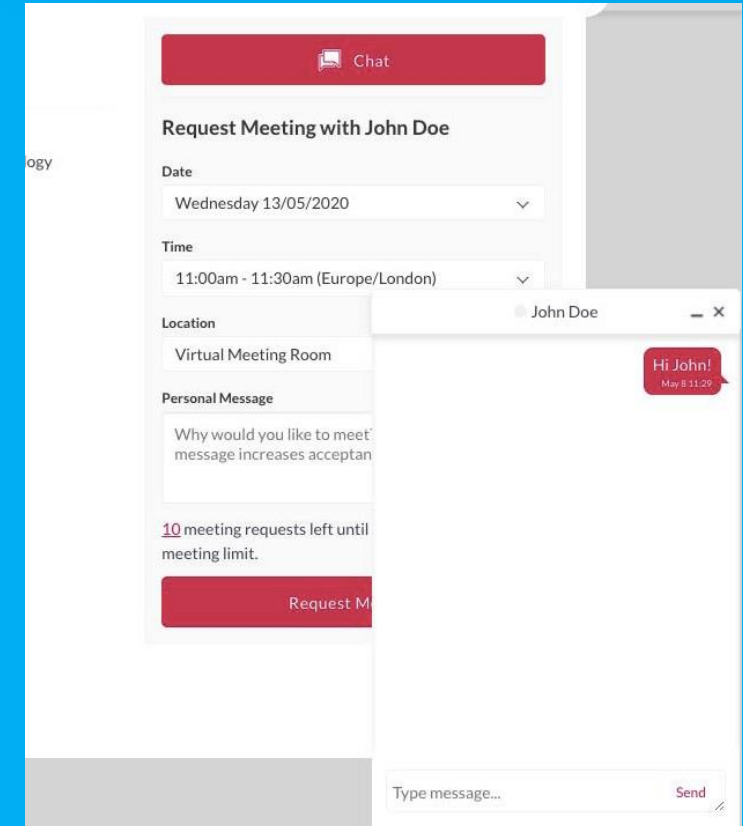 Chat
Request Meeting with John Doe
ogy
Date
Wednesday 13/05/2020
Time
11:00am - 11:30am (Europe/London)
Location
Virtual Meeting Room
Personal Message
Why would you like to meet?
message increases acceptan
10 meeting requests left until
meeting limit.
Request M
John Doe
Hi John!
May 8 11:29
Type message...
Send